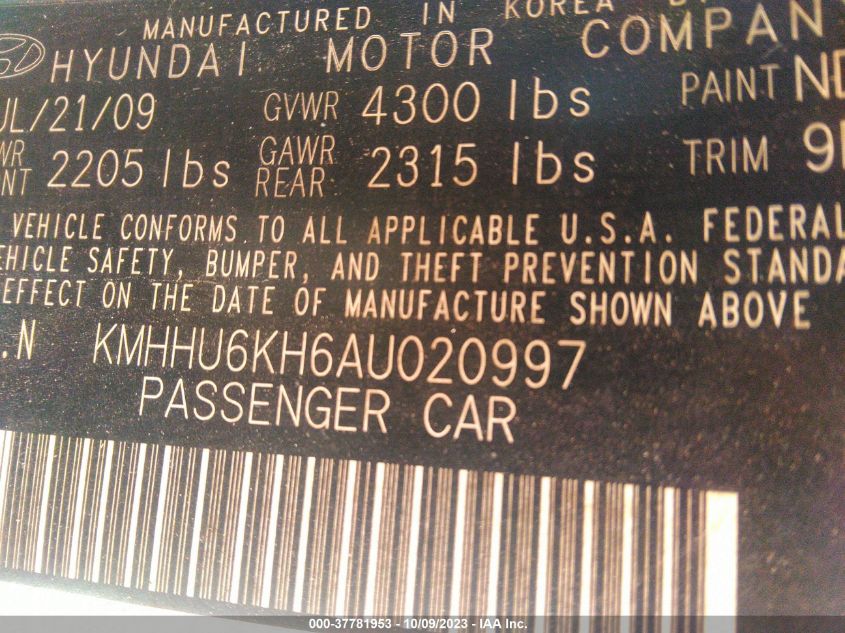 MANUFACTURED IN KOREA
HYUNDAI MOTOR COMPAN
UL/21/09 GVWR 4300 lbs PAINT ND
WR NT 2205 lbs GAWR REAR 2315 lbs TRIM 9
VEHICLE CONFORMS TO ALL APPLICABLE U.S.A. FEDERAL
EHICLE SAFETY, BUMPER, AND THEFT PREVENTION STANDA
EFFECT ON THE DATE OF MANUFACTURE SHOWN ABOVE
.N KMHHU6KH6AU020997
PASSENGER CAR
000-37781953 - 10/09/2023 - IAA Inc.